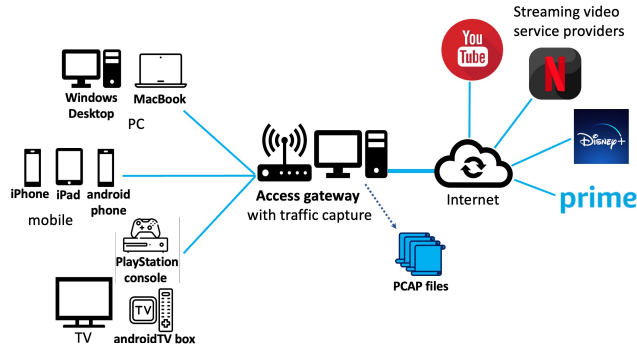 Streaming video
service providers
You
Tube
N
Disney+
prime
Windows
Desktop
MacBook
PC
iPhone
iPad
android
phone
mobile
Access gateway
with traffic capture
Internet
PlayStation
console
PCAP files
TV
TV
androidTV box